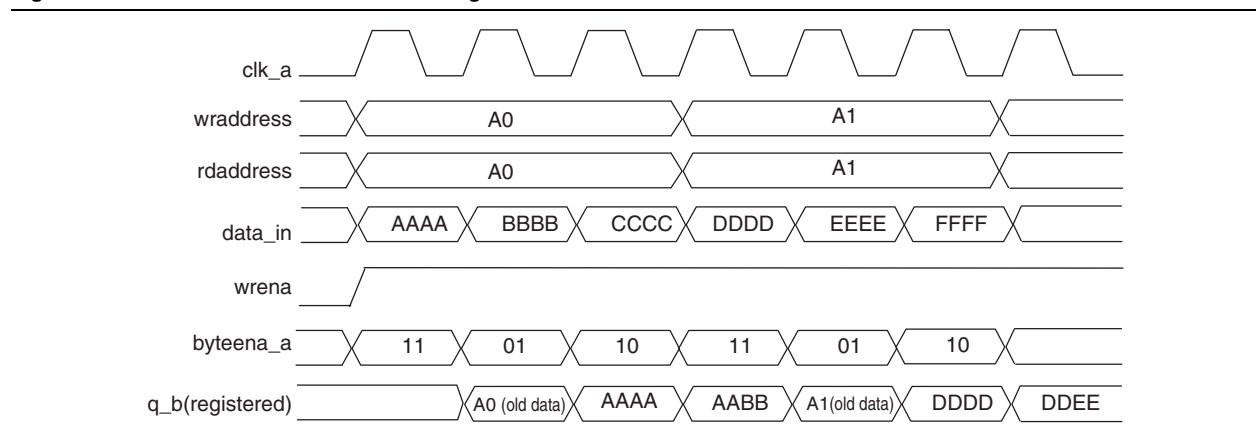 clk_a
wraddress A0 A1
rdaddress A0 A1
data_in AAAA BBBB CCCC DDDD EEEE FFFF
wrena
byteena_a 11 01 10 11 01 10
q_b(registered) A0 (old data) AAAA AABB A1(old data) DDDD DDEE